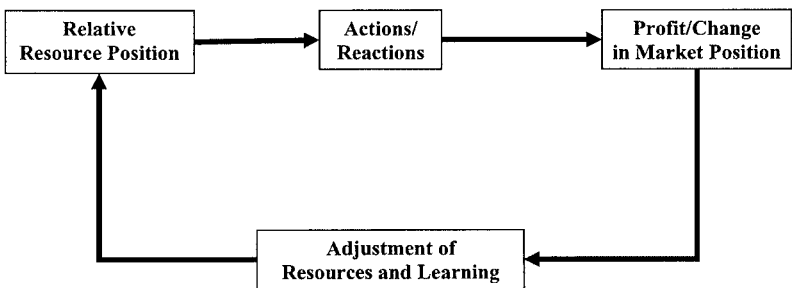 Relative
Resource Position
Actions/
Reactions
Profit/Change
in Market Position
Adjustment of
Resources and Learning